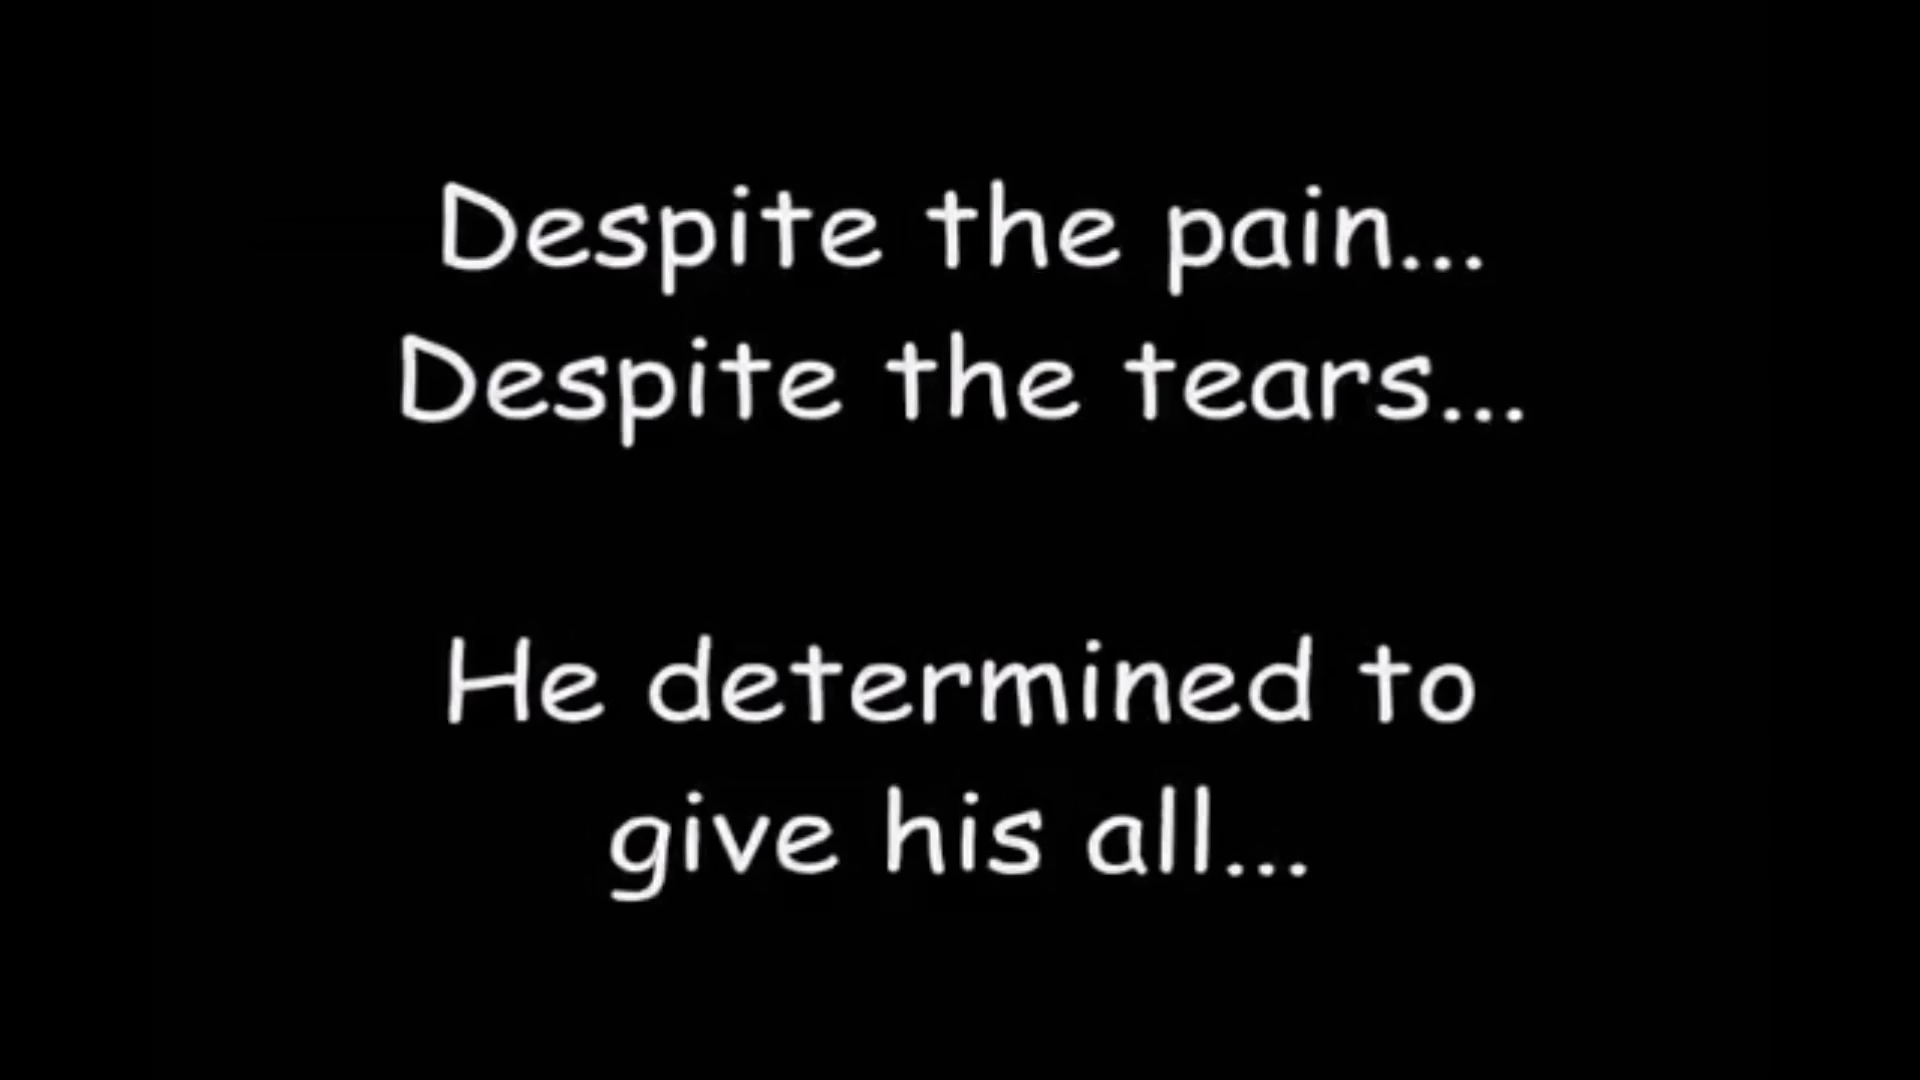 Despite the pain...
Despite the tears...
He determined to
give his all...